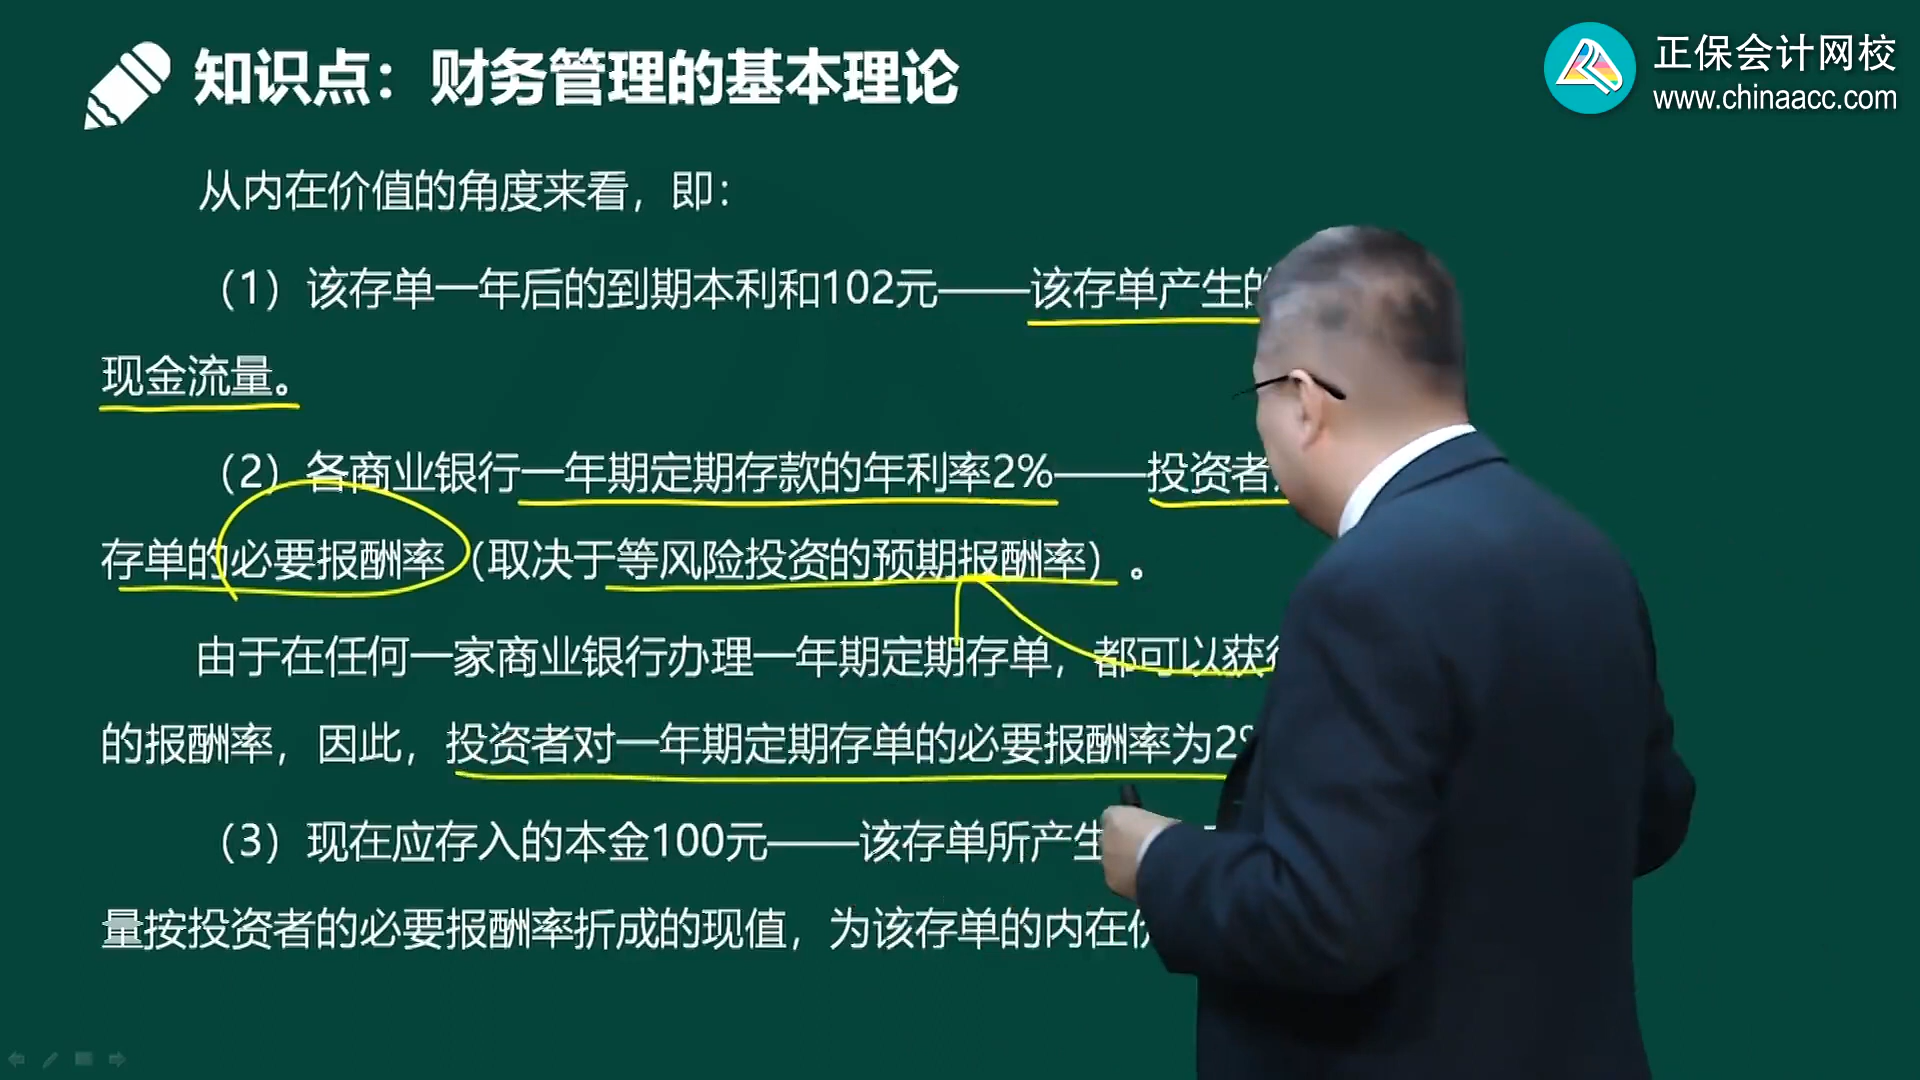 知识点：财务管理的基本理论
正保会计网校
www.chinaacc.com
从内在价值的角度来看，即：
（1）该存单一年后的到期本利和102元——该存单产生的
现金流量。
（2）各商业银行一年期定期存款的年利率2%——投资者
存单的必要报酬率（取决于等风险投资的预期报酬率）。
由于在任何一家商业银行办理一年期定期存单，都可以获
的报酬率，因此，投资者对一年期定期存单的必要报酬率为2%
（3）现在应存入的本金100元——该存单所产生
量按投资者的必要报酬率折成的现值，为该存单的内在